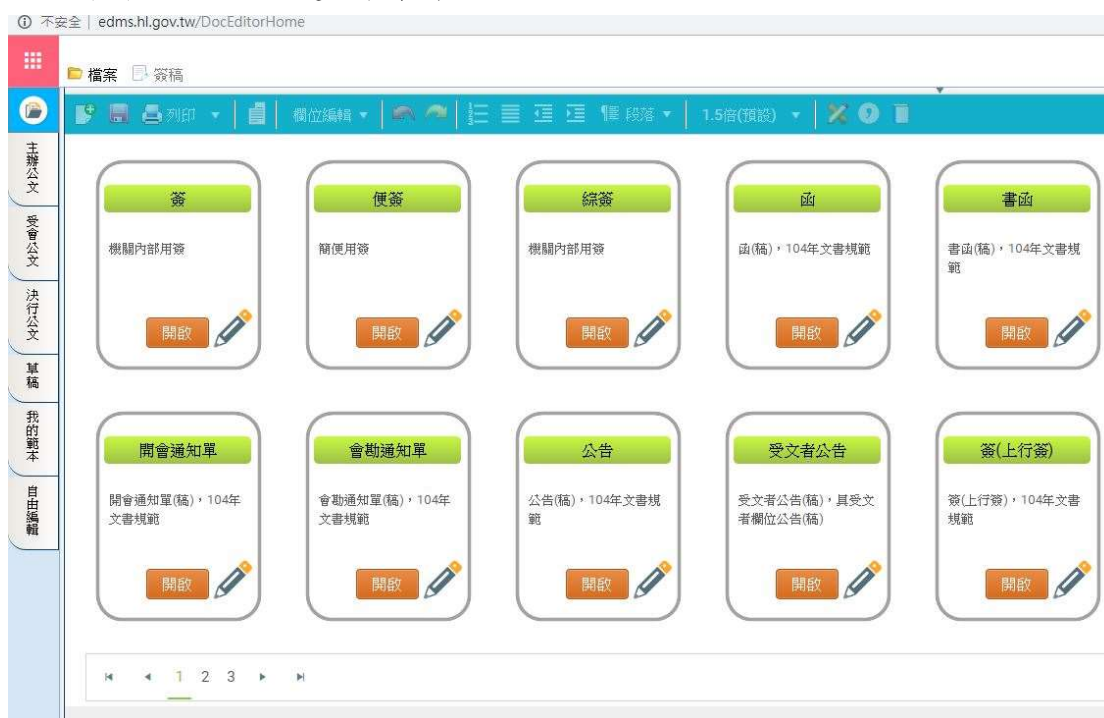 不安全 | edms.hl.gov.tw/DocEditorHome
檔案 簽稿
列印 欄位編輯 段落 1.5倍(預設)
主辦公文
受會公文
決行公文
草稿
我的範本
自由編輯
簽
機關內部用簽
開啟
便簽
簡便用簽
開啟
綜簽
機關內部用簽
開啟
函
函(稿),104年文書規範
開啟
書函
書函(稿),104年文書規
範
開啟
開會通知單
開會通知單(稿),104年
文書規範
開啟
會勘通知單
會勘通知單(稿),104年
文書規範
開啟
公告
公告(稿),104年文書規
範
開啟
受文者公告
受文者公告(稿),具受文
者欄位公告(稿)
開啟
簽(上行簽)
簽(上行簽),104年文書
規範
開啟
1 2 3